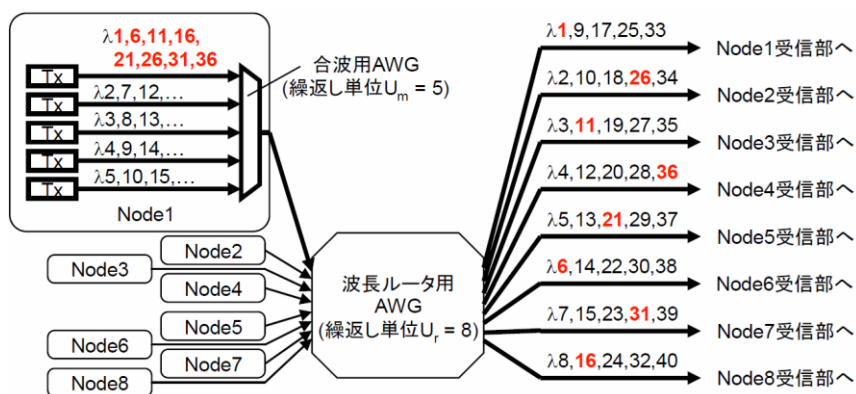 λ1,6,11,16,
21,26,31,36
Tx
λ2,7,12,…
Tx
λ3,8,13,…
Tx
λ4,9,14,…
Tx
λ5,10,15,…
Tx
Node1
合波用AWG
(繰返し単位Um = 5)
Node2
Node3
Node4
Node5
Node6
Node7
Node8
波長ルータ用
AWG
(繰返し単位Ur = 8)
λ1,9,17,25,33
Node1受信部へ
λ2,10,18,26,34
Node2受信部へ
λ3,11,19,27,35
Node3受信部へ
λ4,12,20,28,36
Node4受信部へ
λ5,13,21,29,37
Node5受信部へ
λ6,14,22,30,38
Node6受信部へ
λ7,15,23,31,39
Node7受信部へ
λ8,16,24,32,40
Node8受信部へ